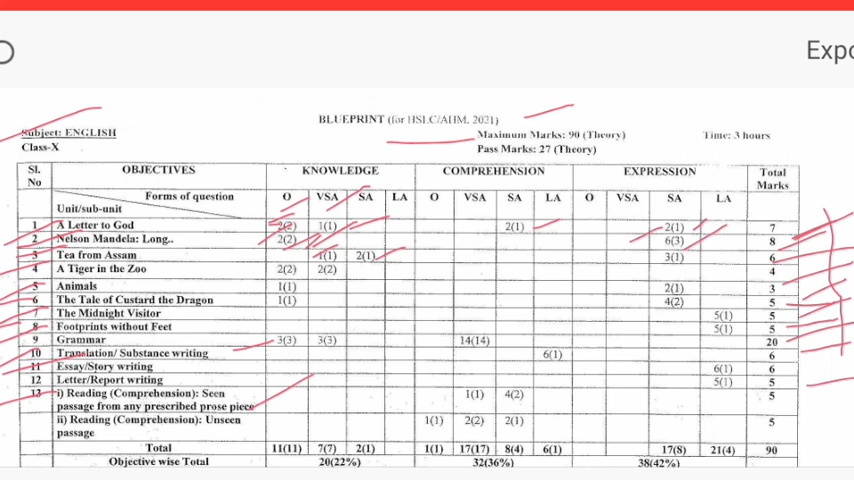 Expo
BLUEPRINT (for HSLC/AHM, 2021)
Subject: ENGLISH Maximum Marks: 90 (Theory) Time: 3 hours
Class-X Pass Marks: 27 (Theory)
Sl. No OBJECTIVES KNOWLEDGE COMPREHENSION EXPRESSION Total Marks
Forms of question O VSA SA LA O VSA SA LA O VSA SA LA
Unit/sub-unit
1 A Letter to God 2(2) 1(1) 2(1) 2(1) 7
2 Nelson Mandela: Long.. 2(2) 6(3) 8
3 Tea from Assam 1(1) 2(1) 3(1) 6
4 A Tiger in the Zoo 2(2) 2(2) 4
5 Animals 1(1) 2(1) 3
6 The Tale of Custard the Dragon 1(1) 4(2) 5
7 The Midnight Visitor 5(1) 5
8 Footprints without Feet 5(1) 5
9 Grammar 3(3) 3(3) 14(14) 20
10 Translation/ Substance writing 6(1) 6
11 Essay/Story writing 6(1) 6
12 Letter/Report writing 5(1) 5
13 i) Reading (Comprehension): Seen 1(1) 4(2) 5
passage from any prescribed prose piece
ii) Reading (Comprehension): Unseen 1(1) 2(2) 2(1) 5
passage
Total 11(11) 7(7) 2(1) 1(1) 17(17) 8(4) 6(1) 17(8) 21(4) 90
Objective wise Total 20(22%) 32(36%) 38(42%)